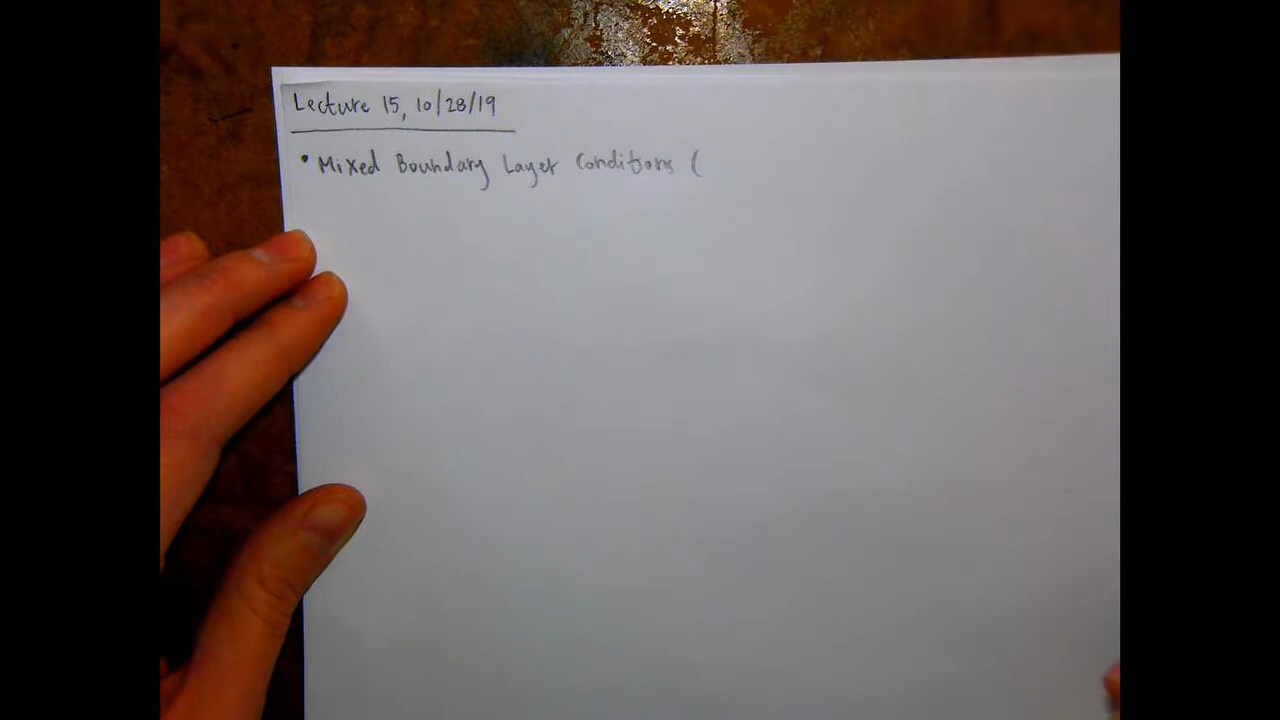 Lecture 15, 10/28/19
• Mixed Boundary Layer Conditions (